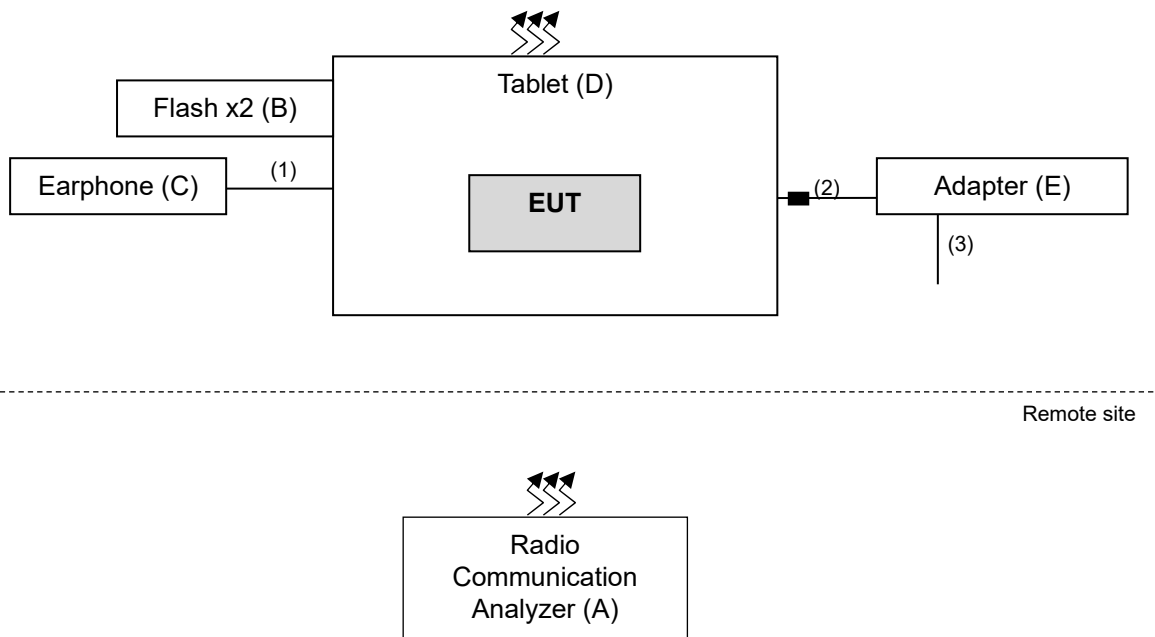 Tablet (D)
Flash x2 (B)
Earphone (C)
(1)
EUT
(2)
Adapter (E)
(3)
Remote site
Radio
Communication
Analyzer (A)